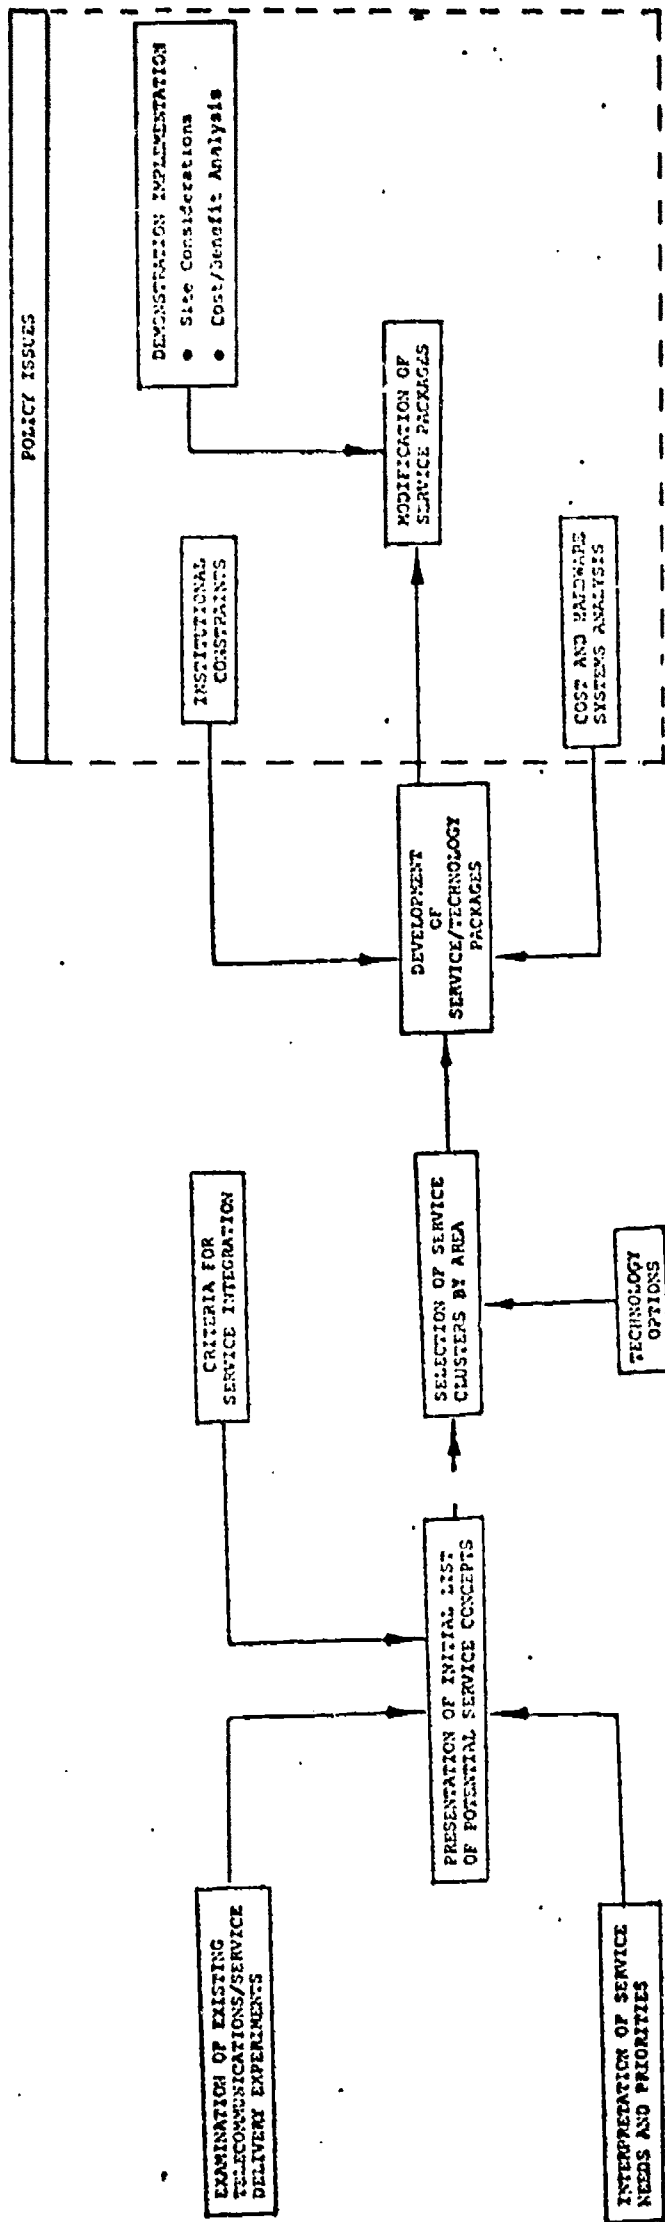 POLICY ISSUES
EXAMINATION OF EXISTING
TELECOMMUNICATIONS/SERVICE
DELIVERY EXPERIMENTS
CRITERIA FOR
SERVICE INTEGRATION
INSTITUTIONAL
CONSTRAINTS
DEMONSTRATION IMPLEMENTATION
● Site Considerations
● Cost/Benefit Analysis
PRESENTATION OF INITIAL LIST
OF POTENTIAL SERVICE CONCEPTS
SELECTION OF SERVICE
CLUSTERS BY AREA
DEVELOPMENT
OF
SERVICE/TECHNOLOGY
PACKAGES
MODIFICATION OF
SERVICE PACKAGES
INTERPRETATION OF SERVICE
NEEDS AND PRIORITIES
TECHNOLOGY
OPTIONS
COST AND HARDWARE
SYSTEMS ANALYSIS